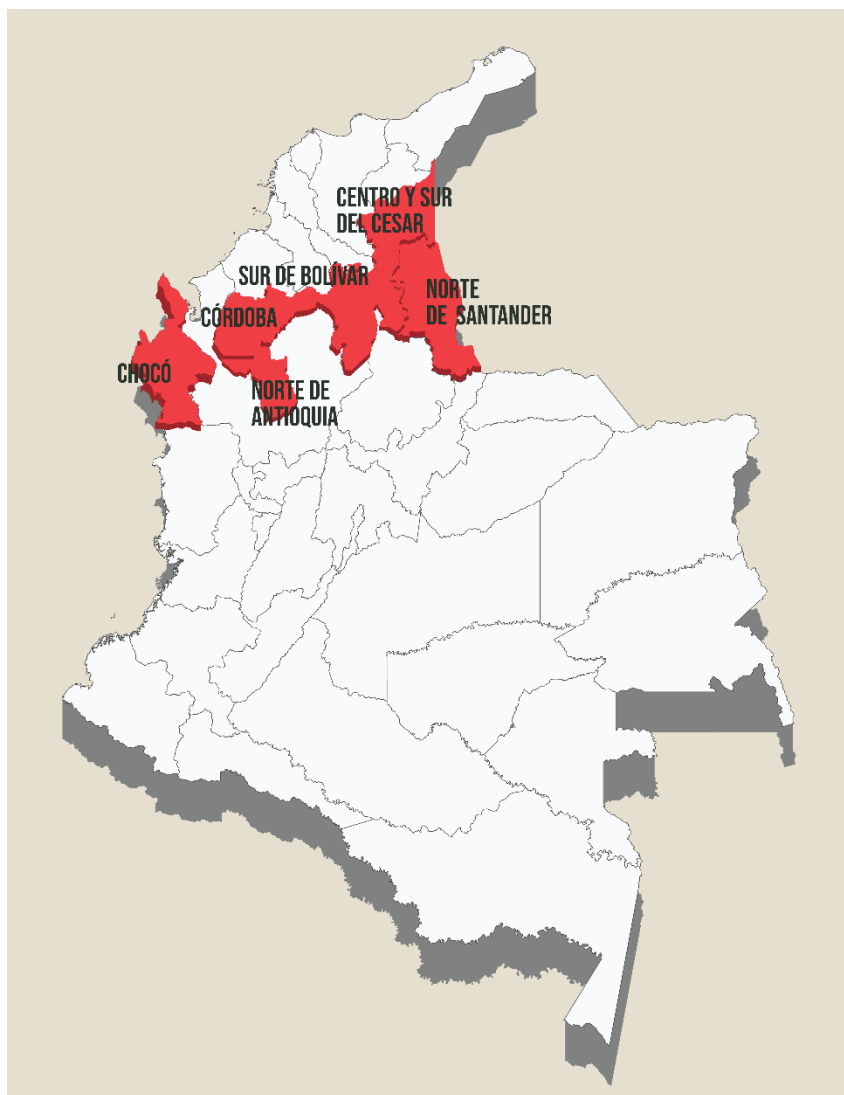 CENTRO Y SUR
DEL CESAR
SUR DE BOLÍVAR
NORTE
DE SANTANDER
CÓRDOBA
CHOCÓ
NORTE DE
ANTIOQUIA